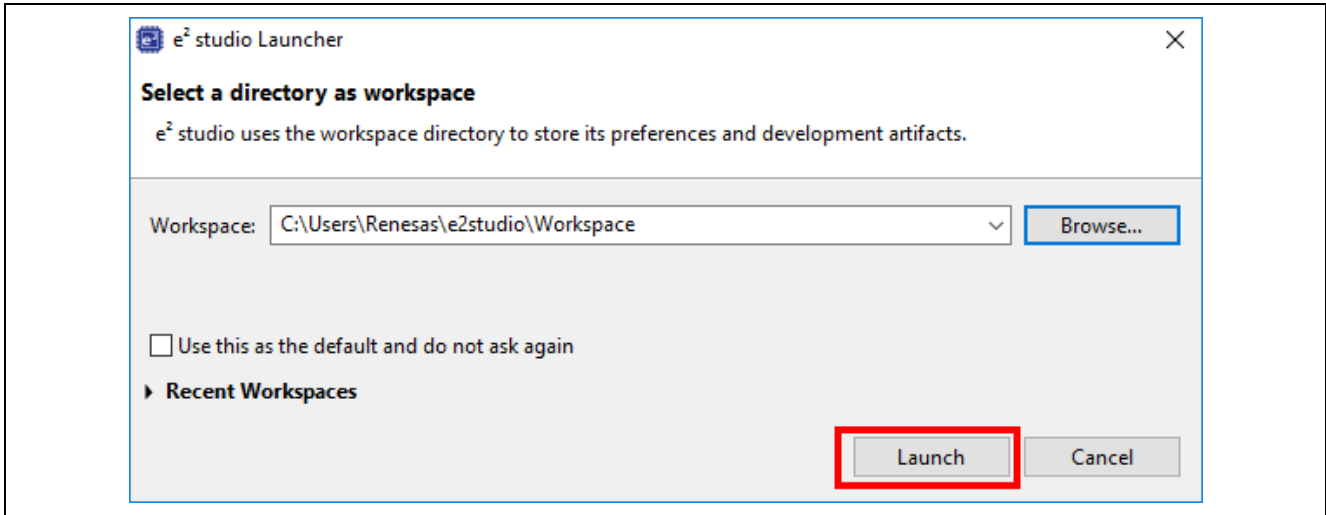 e² studio Launcher
Select a directory as workspace
e² studio uses the workspace directory to store its preferences and development artifacts.
Workspace: C:\Users\Renesas\e2studio\Workspace Browse...
Use this as the default and do not ask again
Recent Workspaces
Launch Cancel